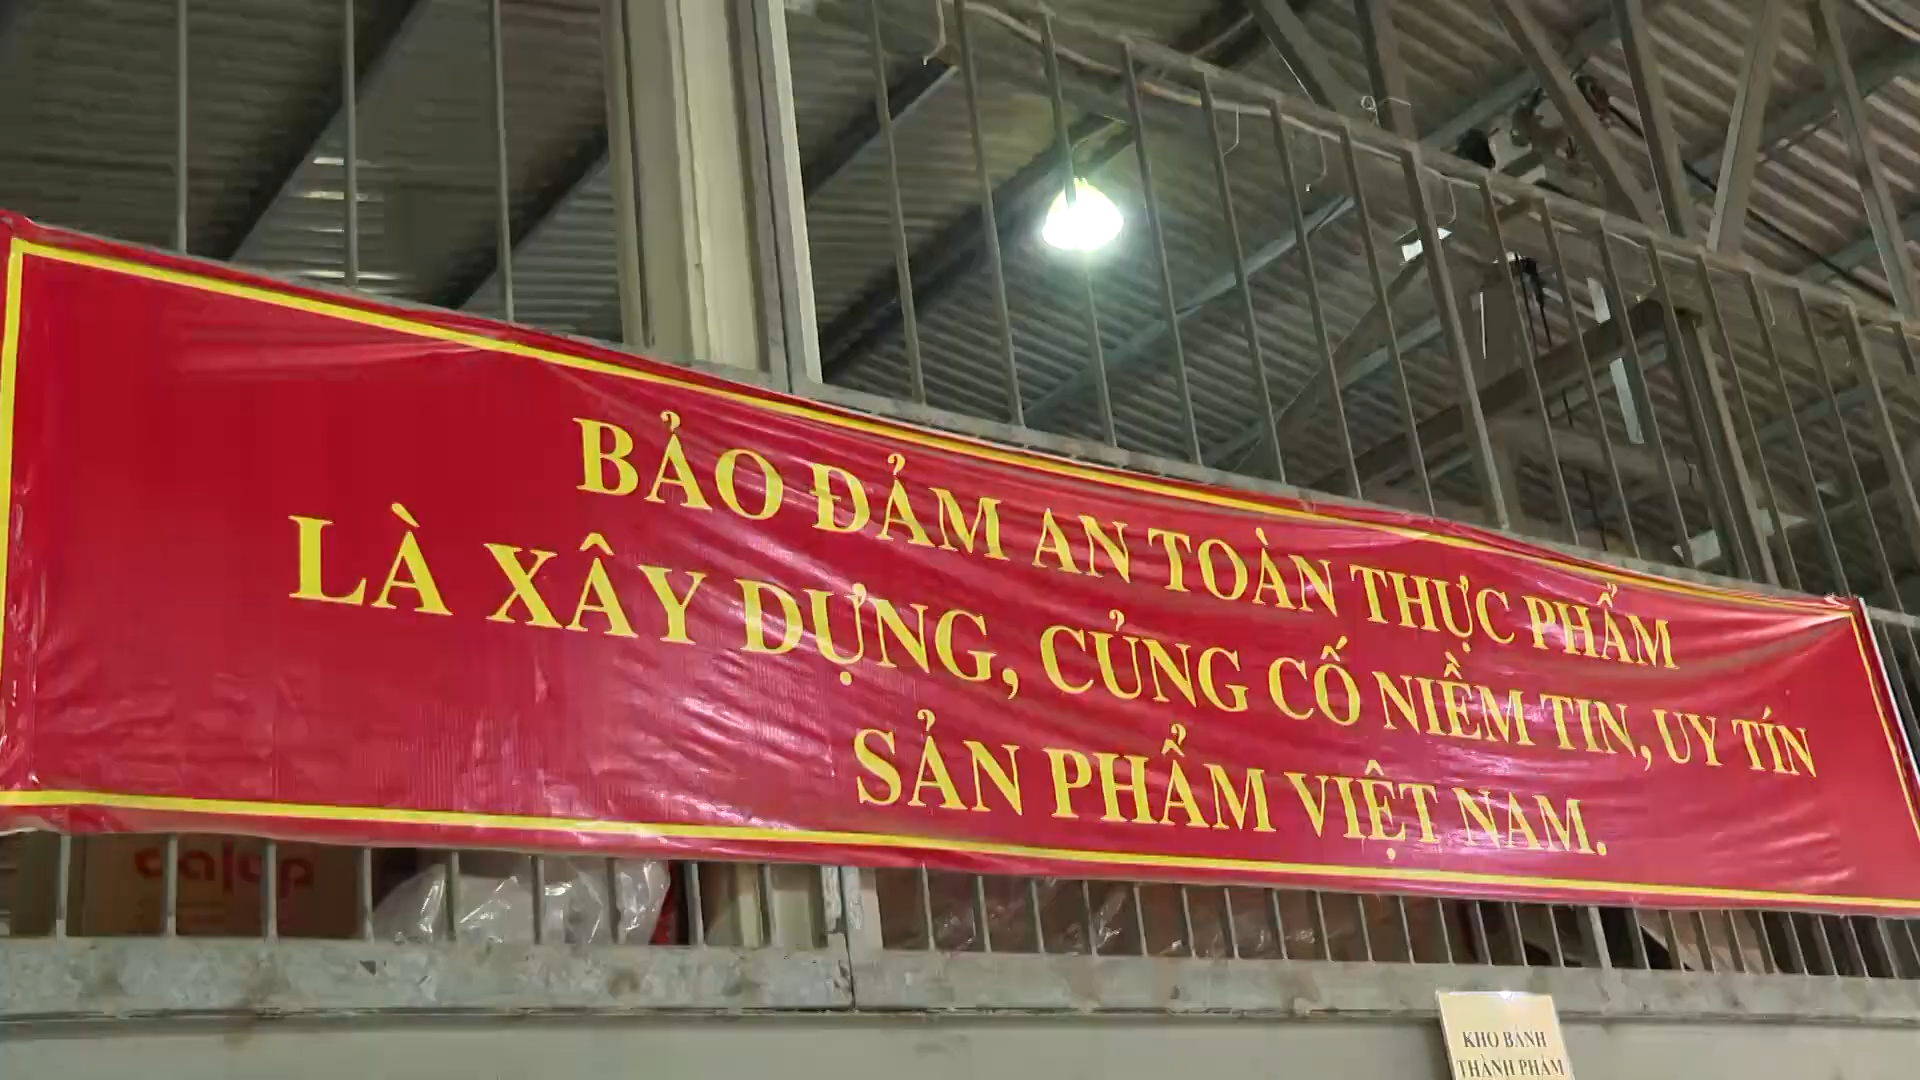 BẢO ĐẢM AN TOÀN THỰC PHẨM
LÀ XÂY DỰNG, CỦNG CỐ NIỀM TIN, UY TÍN
SẢN PHẨM VIỆT NAM.
KHO BÁNH
THÀNH PHẨM